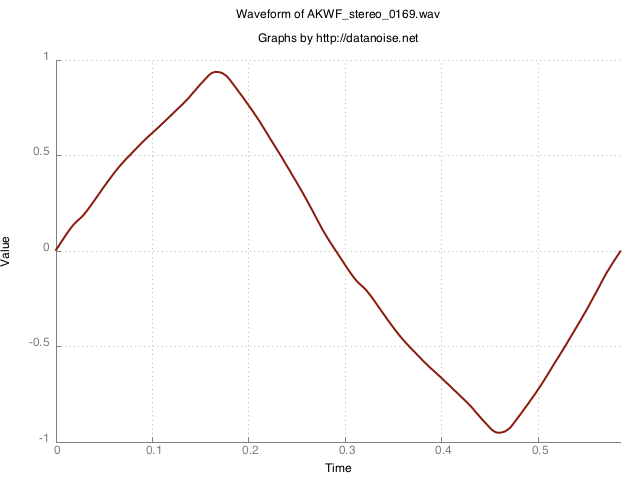 Waveform of AKWF_stereo_0169.wav
Graphs by http://datanoise.net
1
0.5
0
-0.5
-1
Value
0 0.1 0.2 0.3 0.4 0.5
Time